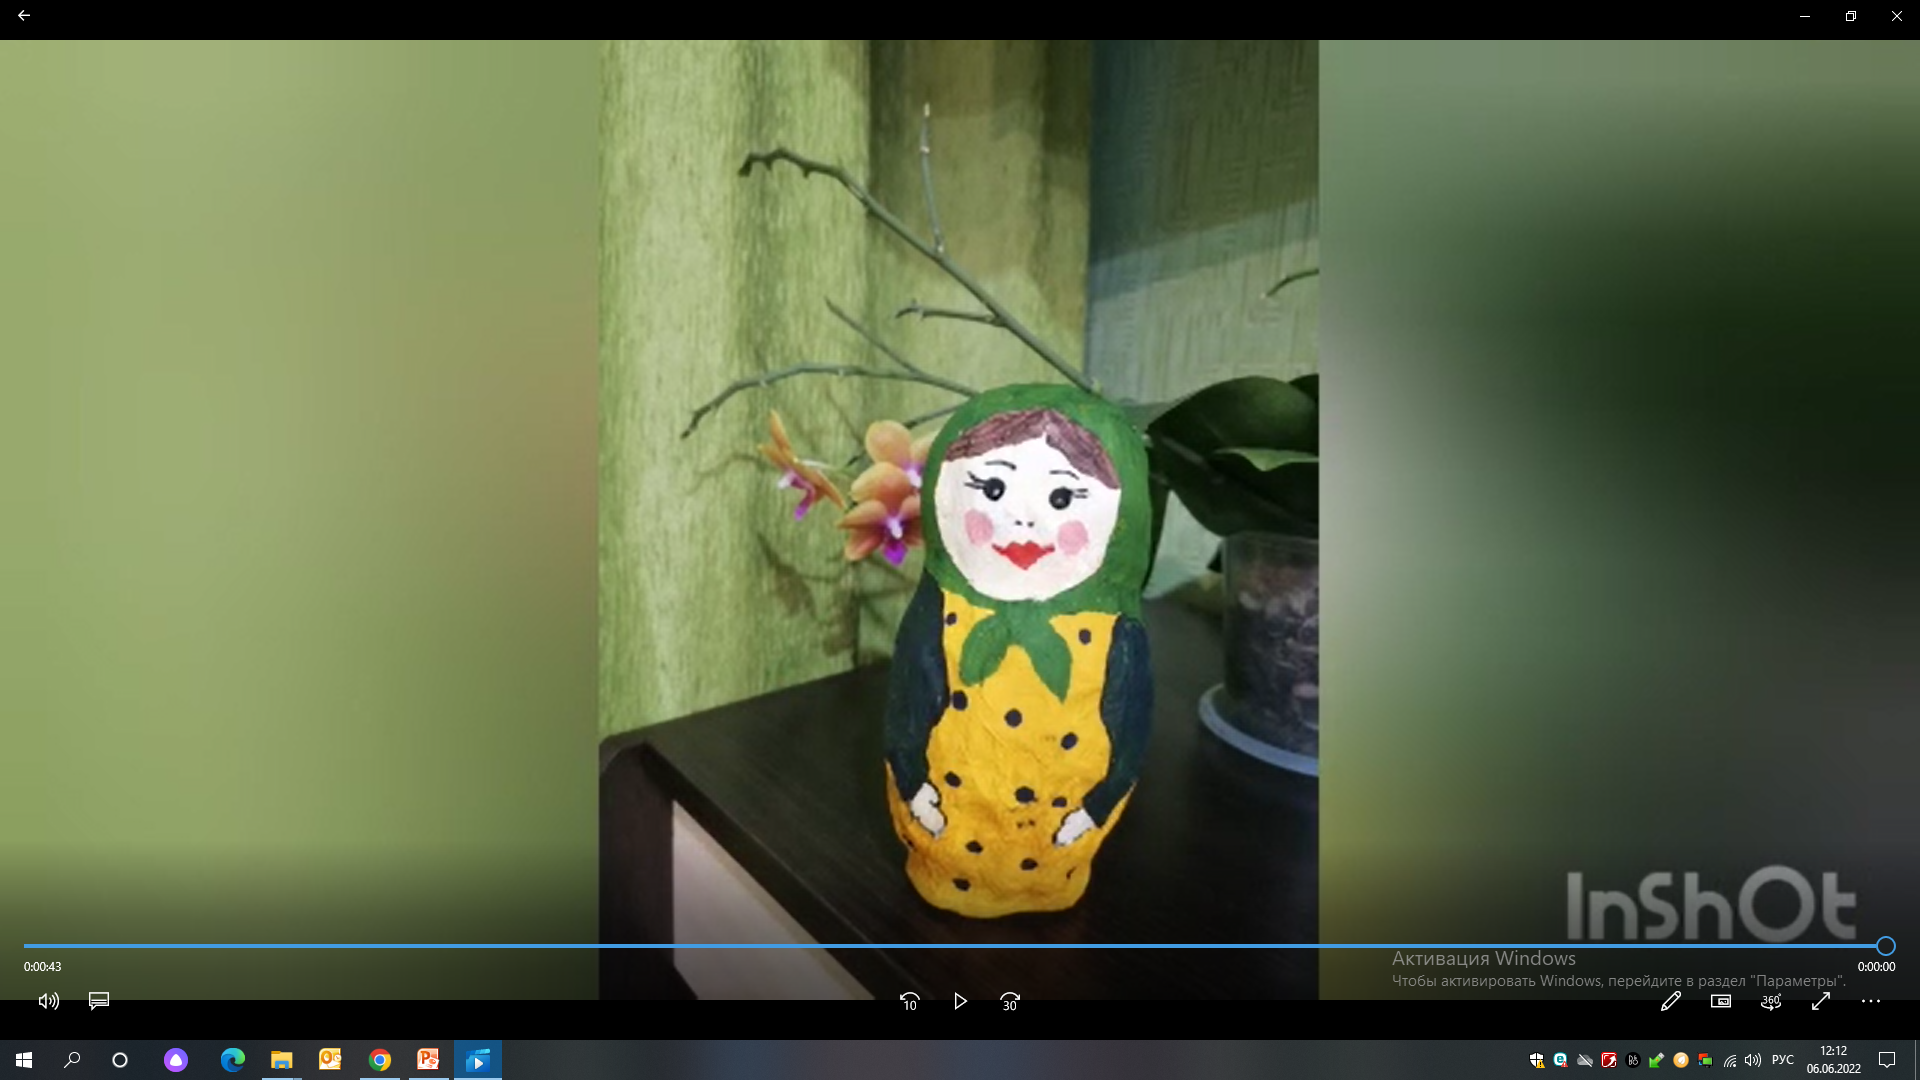 InShOt
0:00:43
Активация Windows
0:00:00
Чтобы активировать Windows, перейдите в раздел "Параметры".
10
30
360
РУС
12:12
06.06.2022